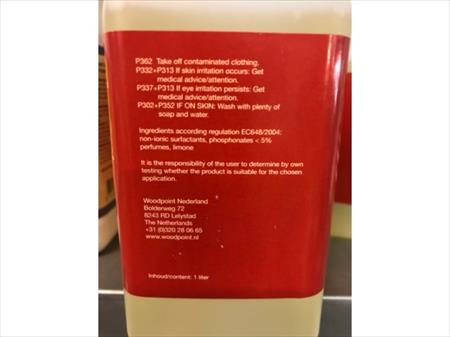 P362 Take off contaminated clothing.
P332+P313 If skin irritation occurs: Get
medical advice/attention.
P337+P313 If eye irritation persists: Get
medical advice/attention.
P302+P352 IF ON SKIN: Wash with plenty of
soap and water.
Ingredients according regulation EC648/2004:
non-ionic surfactants, phosphonates < 5%
perfumes, limone
It is the responsibility of the user to determine by own
testing whether the product is suitable for the chosen
application.
Woodpoint Nederland
Bolderweg 72
8243 RD Lelystad
The Netherlands
+31 (0)320 28 06 65
www.woodpoint.nl
Inhoud/content: 1 liter